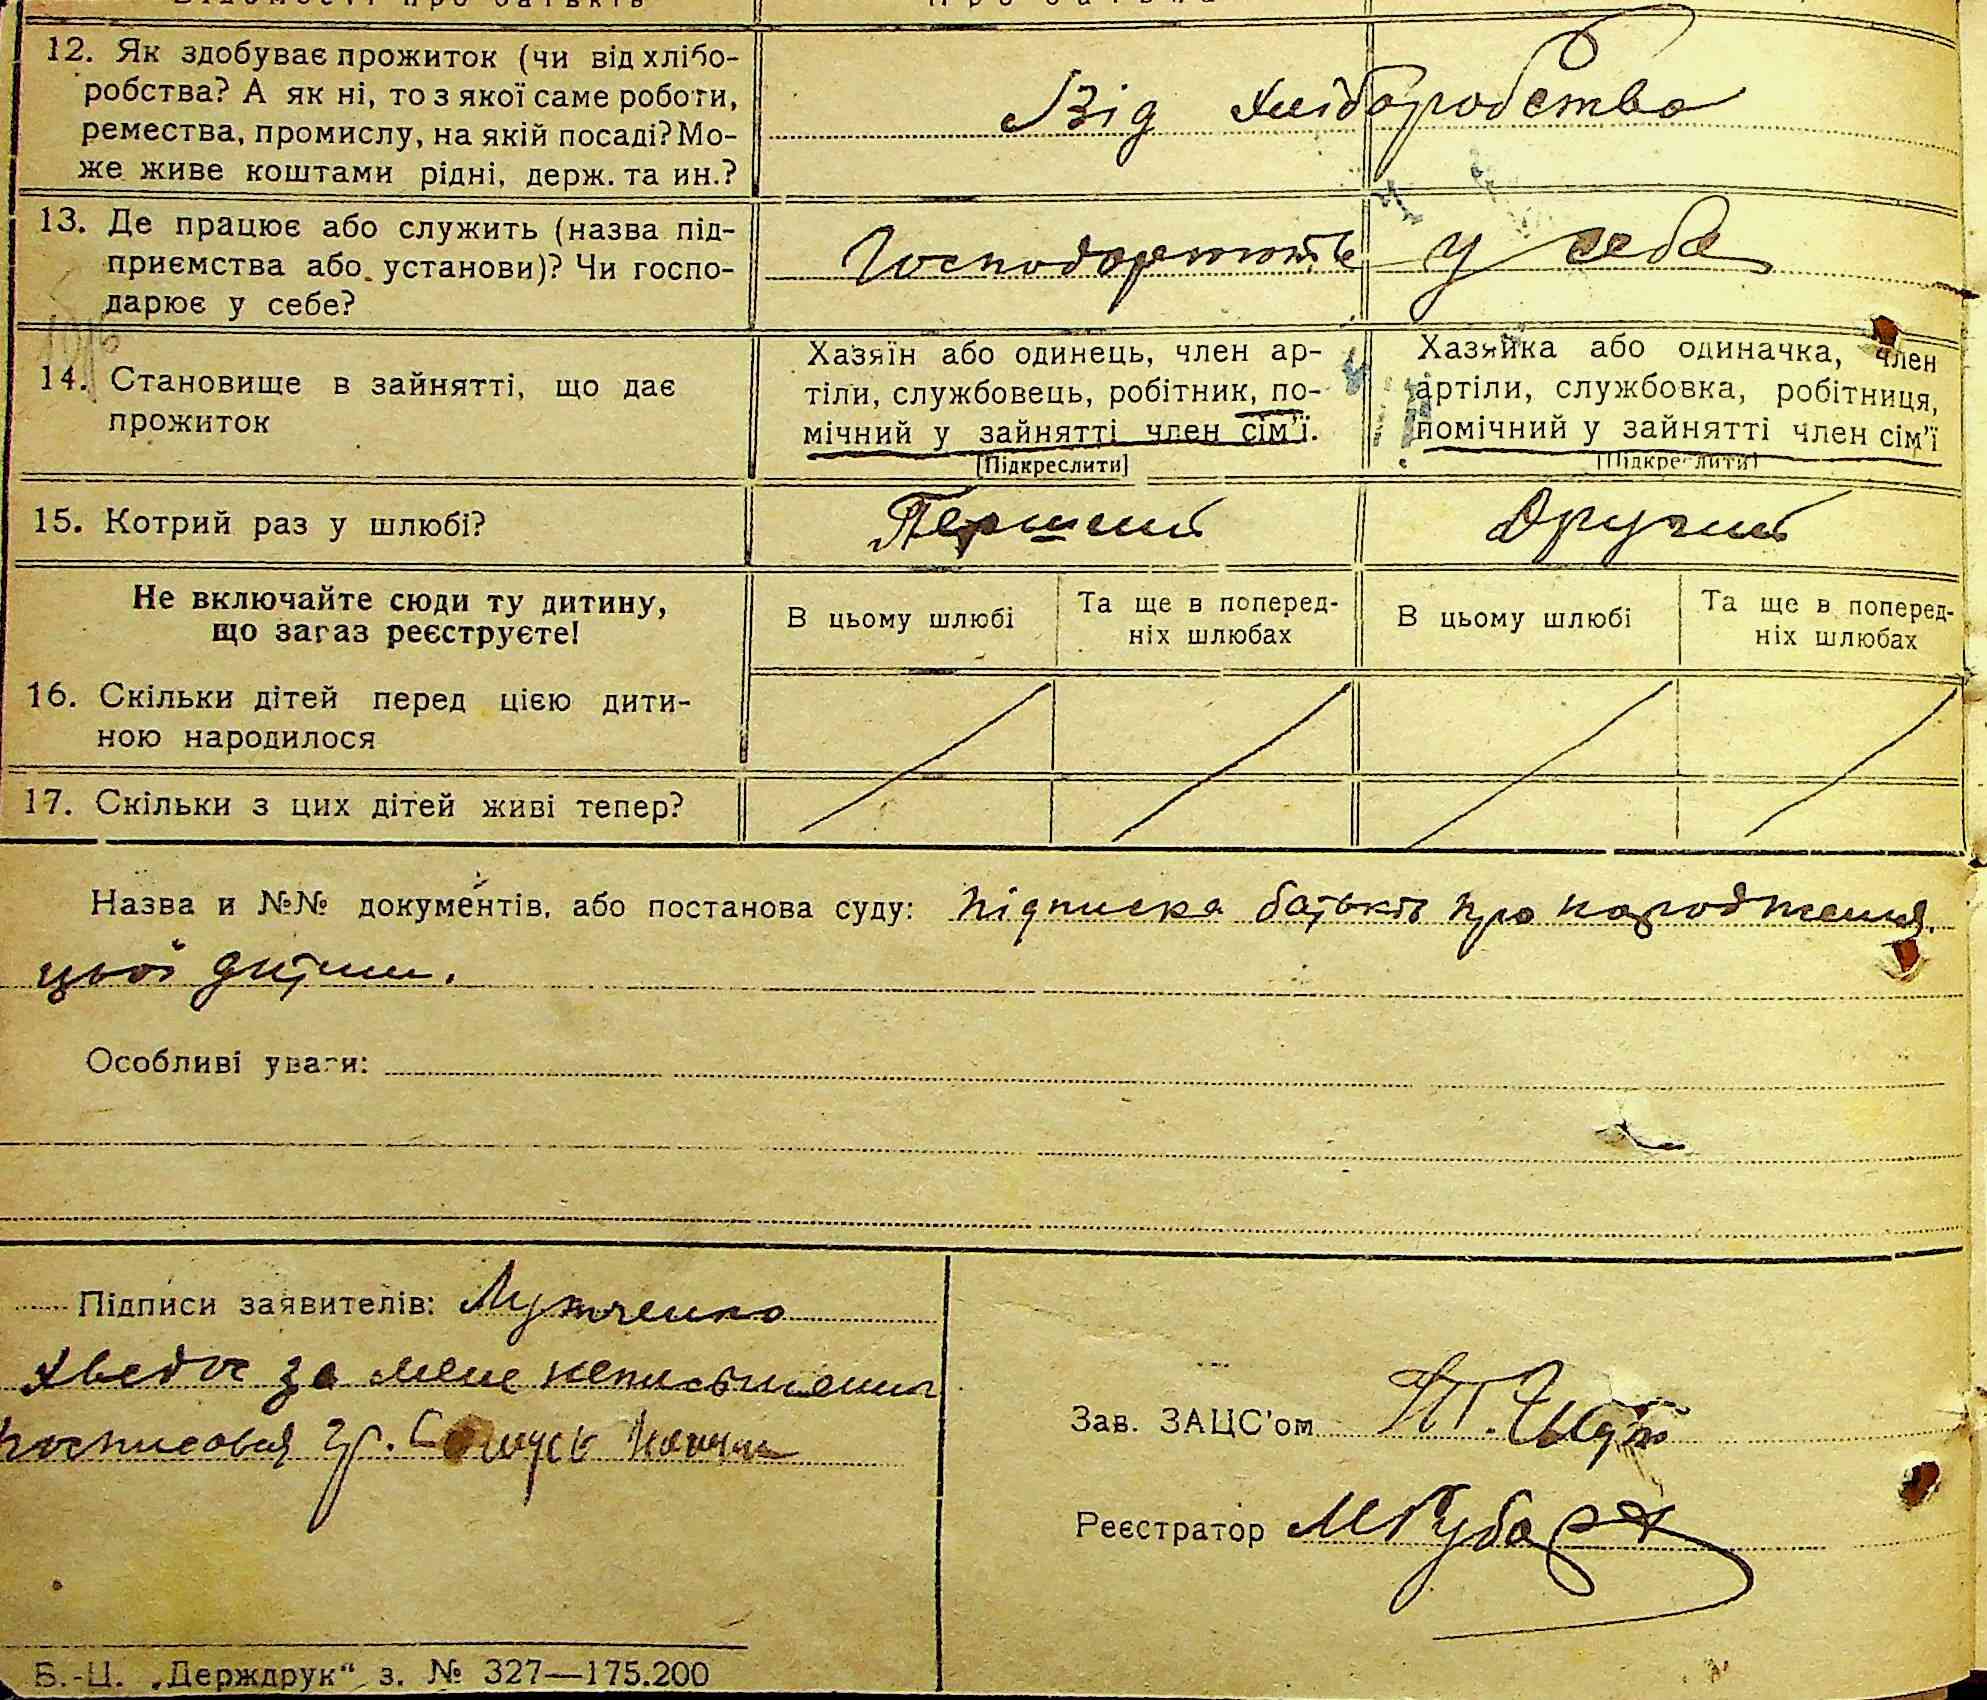 12. Як здобуває прожиток (чи від хлібо-
робства? А як ні, то з якої саме роботи,
ремества, промислу, на якій посаді? Мо-
же живе коштами рідні, держ. та ин.?
Від хліборобства
13. Де працює або служить (назва під-
приємства або установи)? Чи госпо-
дарює у себе?
Господорюють у себе
14. Становище в зайнятті, що дає
прожиток
Хазяїн або одинець, член ар-
тіли, службовець, робітник, по-
мічний у зайнятті член сім'ї.
[Підкреслити]
Хазяйка або одиначка, член
артіли, службовка, робітниця,
помічний у зайнятті член сім'ї
[Підкреслити]
15. Котрий раз у шлюбі?
Перший
Другий
Не включайте сюди ту дитину,
що зараз реєструєте!
В цьому шлюбі
Та ще в поперед-
ніх шлюбах
В цьому шлюбі
Та ще в поперед-
ніх шлюбах
16. Скільки дітей перед цією дити-
ною народилося
17. Скільки з цих дітей живі тепер?
Назва и №№ документів, або постанова суду: підписка батьків про народження
цьої дитини.
Особливі уваги:
Підписи заявителів:
за мене неписьменного
гр.
Зав. ЗАЦС'ом
Реєстратор
Б.-Ц. „Держдрук“ з. № 327—175.200